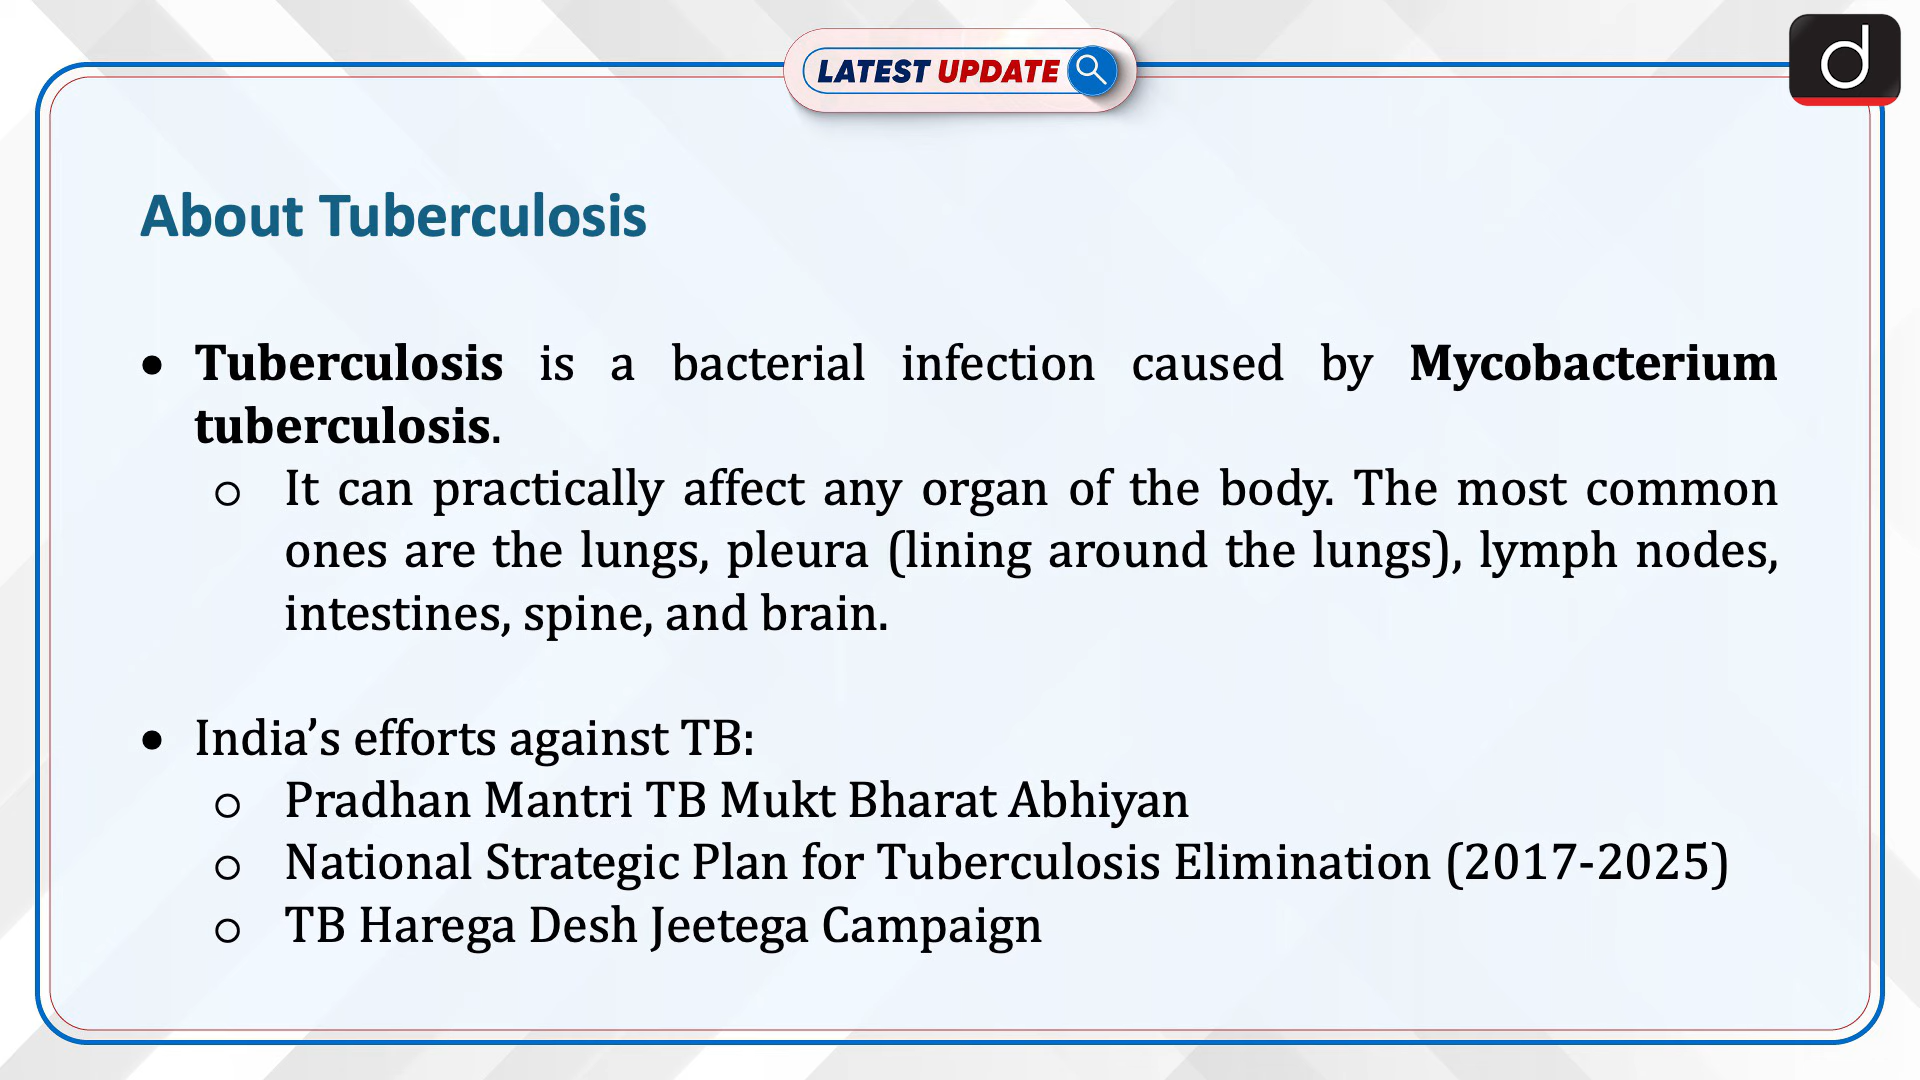 LATEST UPDATE
d
About Tuberculosis
• Tuberculosis is a bacterial infection caused by Mycobacterium
tuberculosis.
○ It can practically affect any organ of the body. The most common
ones are the lungs, pleura (lining around the lungs), lymph nodes,
intestines, spine, and brain.
• India’s efforts against TB:
○ Pradhan Mantri TB Mukt Bharat Abhiyan
○ National Strategic Plan for Tuberculosis Elimination (2017-2025)
○ TB Harega Desh Jeetega Campaign